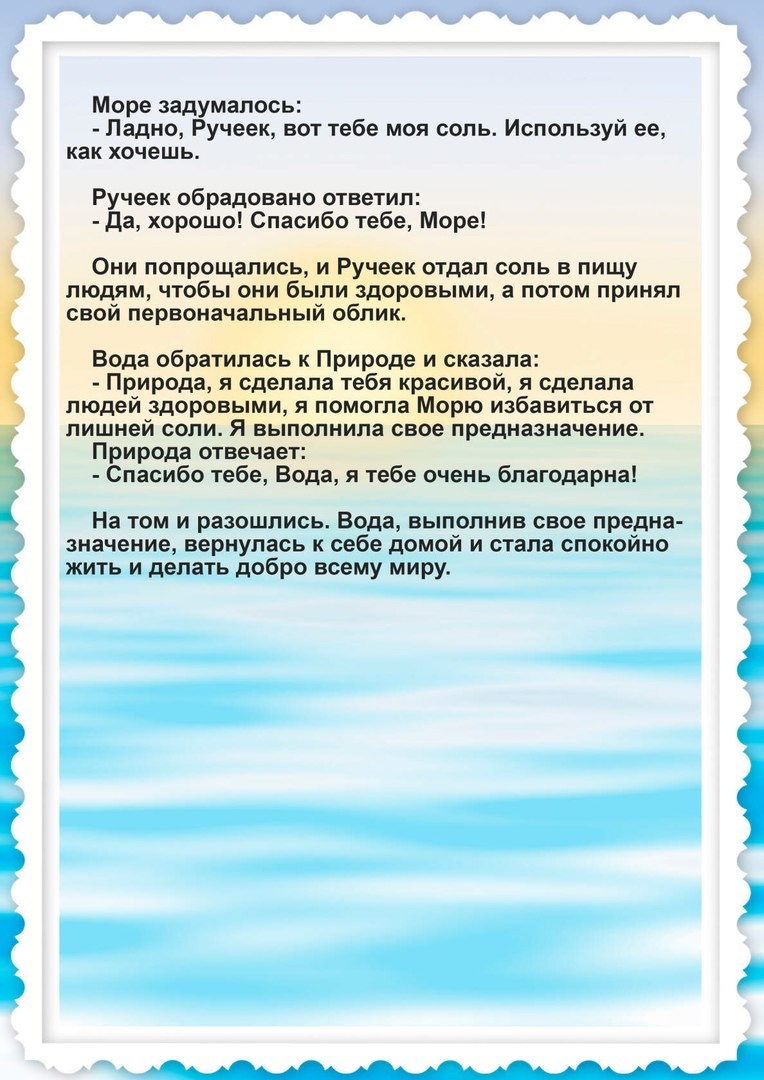 Море задумалось:
- Ладно, Ручеек, вот тебе моя соль. Используй ее,
как хочешь.
Ручеек обрадовано ответил:
- Да, хорошо! Спасибо тебе, Море!
Они попрощались, и Ручеек отдал соль в пищу
людям, чтобы они были здоровыми, а потом принял
свой первоначальный облик.
Вода обратилась к Природе и сказала:
- Природа, я сделала тебя красивой, я сделала
людей здоровыми, я помогла Морю избавиться от
лишней соли. Я выполнила свое предназначение.
Природа отвечает:
- Спасибо тебе, Вода, я тебе очень благодарна!
На том и разошлись. Вода, выполнив свое предна-
значение, вернулась к себе домой и стала спокойно
жить и делать добро всему миру.